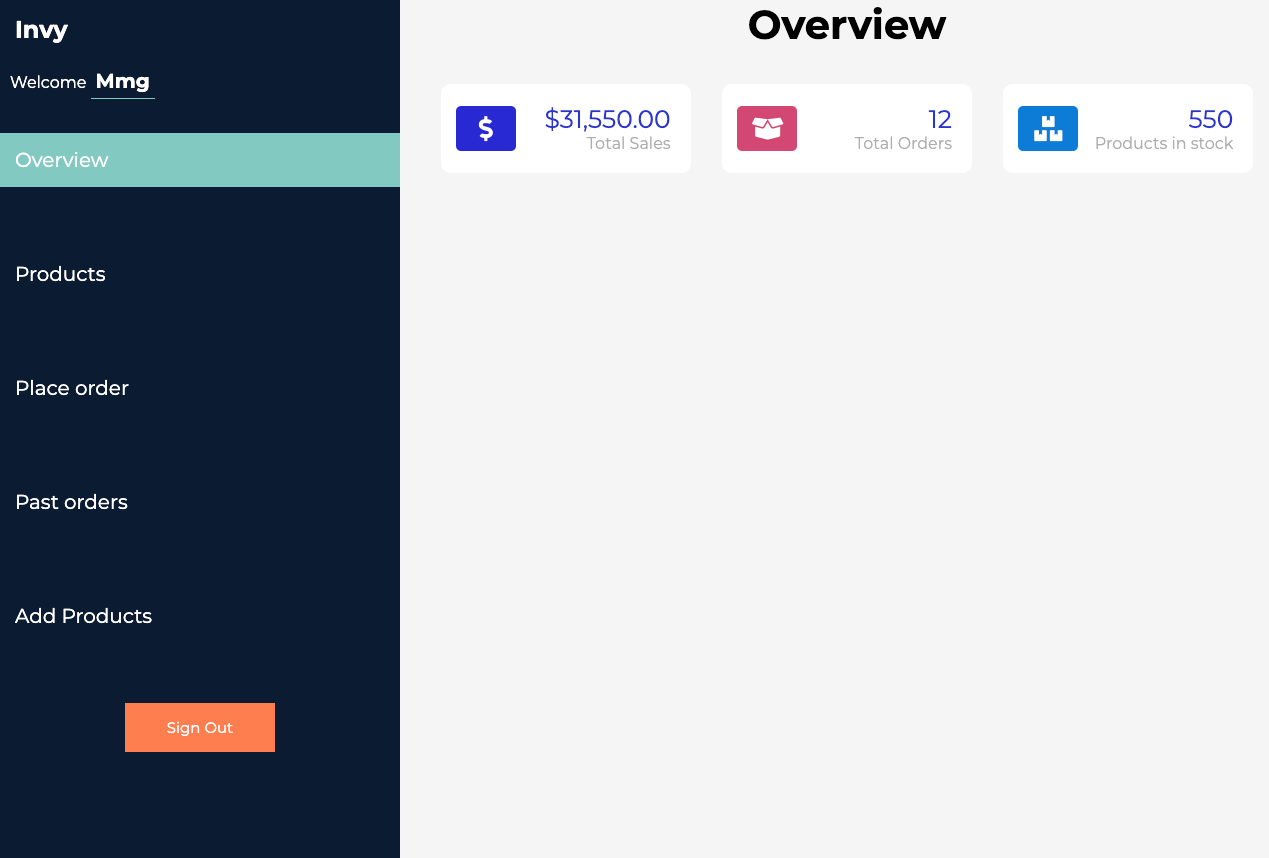 Invy
Welcome Mmg
Overview
Products
Place order
Past orders
Add Products
Sign Out
Overview
$31,550.00
Total Sales
12
Total Orders
550
Products in stock